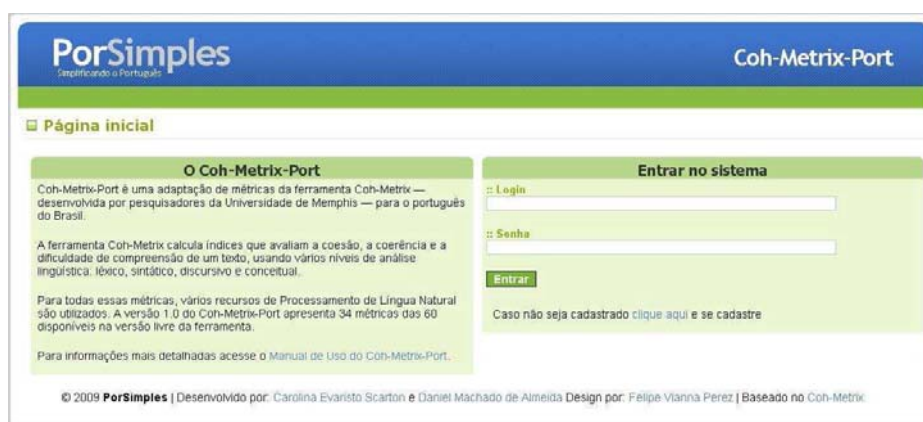 PorSimples
Simplificando o Português
Coh-Metrix-Port
Página inicial
O Coh-Metrix-Port
Coh-Metrix-Port é uma adaptação de métricas da ferramenta Coh-Metrix —
desenvolvida por pesquisadores da Universidade de Memphis — para o português
do Brasil.
A ferramenta Coh-Metrix calcula índices que avaliam a coesão, a coerência e a
dificuldade de compreensão de um texto, usando vários níveis de análise
lingüística: léxico, sintático, discursivo e conceitual.
Para todas essas métricas, vários recursos de Processamento de Língua Natural
são utilizados. A versão 1.0 do Coh-Metrix-Port apresenta 34 métricas das 60
disponíveis na versão livre da ferramenta.
Para informações mais detalhadas acesse o Manual de Uso do Coh-Metrix-Port.
Entrar no sistema
:: Login
:: Senha
Entrar
Caso não seja cadastrado clique aqui e se cadastre
© 2009 PorSimples | Desenvolvido por: Carolina Evaristo Scarton e Daniel Machado de Almeida Design por: Felipe Vianna Perez | Baseado no Coh-Metrix